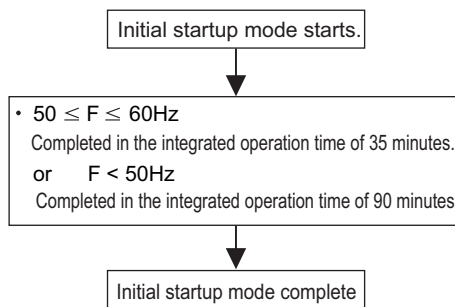 Initial startup mode starts.
· 50 ≤ F ≤ 60Hz
Completed in the integrated operation time of 35 minutes.
or F < 50Hz
Completed in the integrated operation time of 90 minutes
Initial startup mode complete